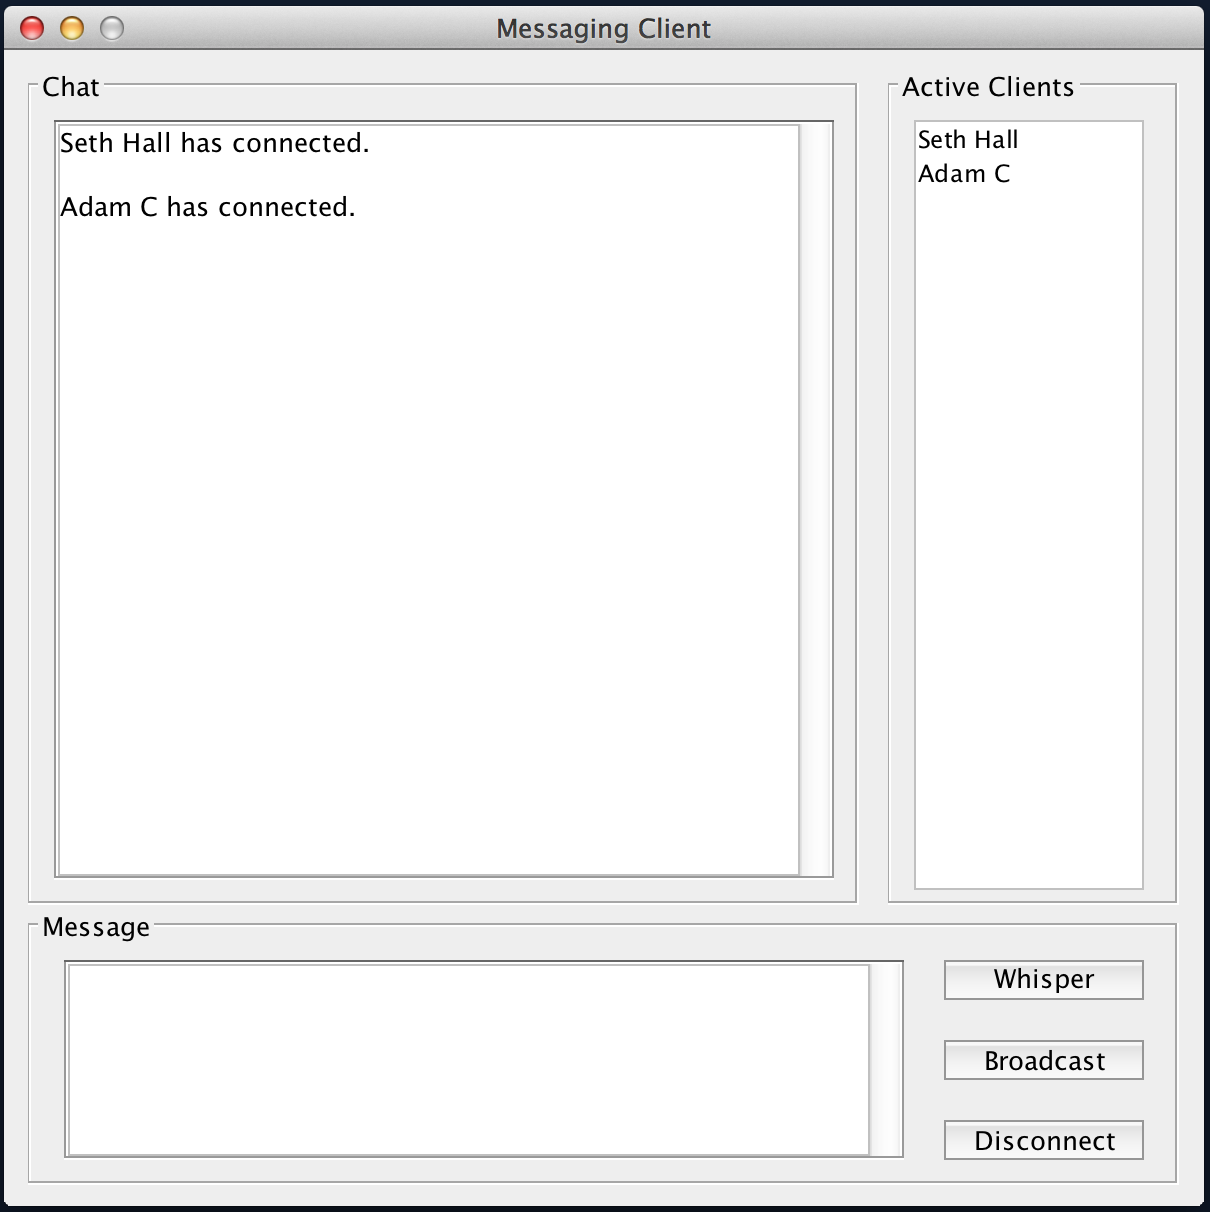 Messaging Client
Chat
Seth Hall has connected.
Adam C has connected.
Active Clients
Seth Hall
Adam C
Message
Whisper
Broadcast
Disconnect